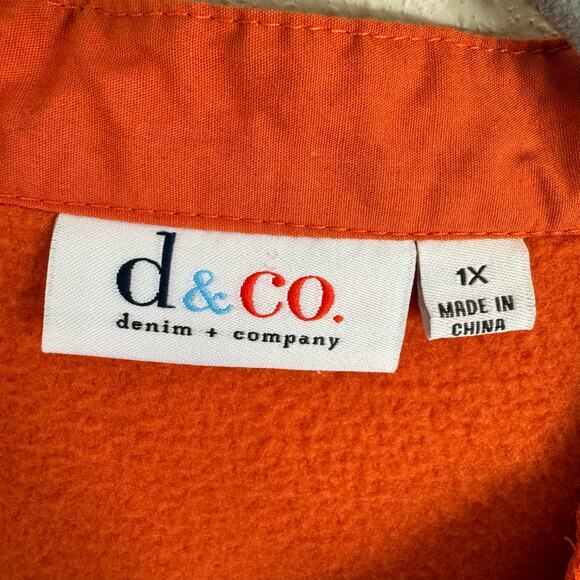 d&co.
denim + company
1X
MADE IN
CHINA